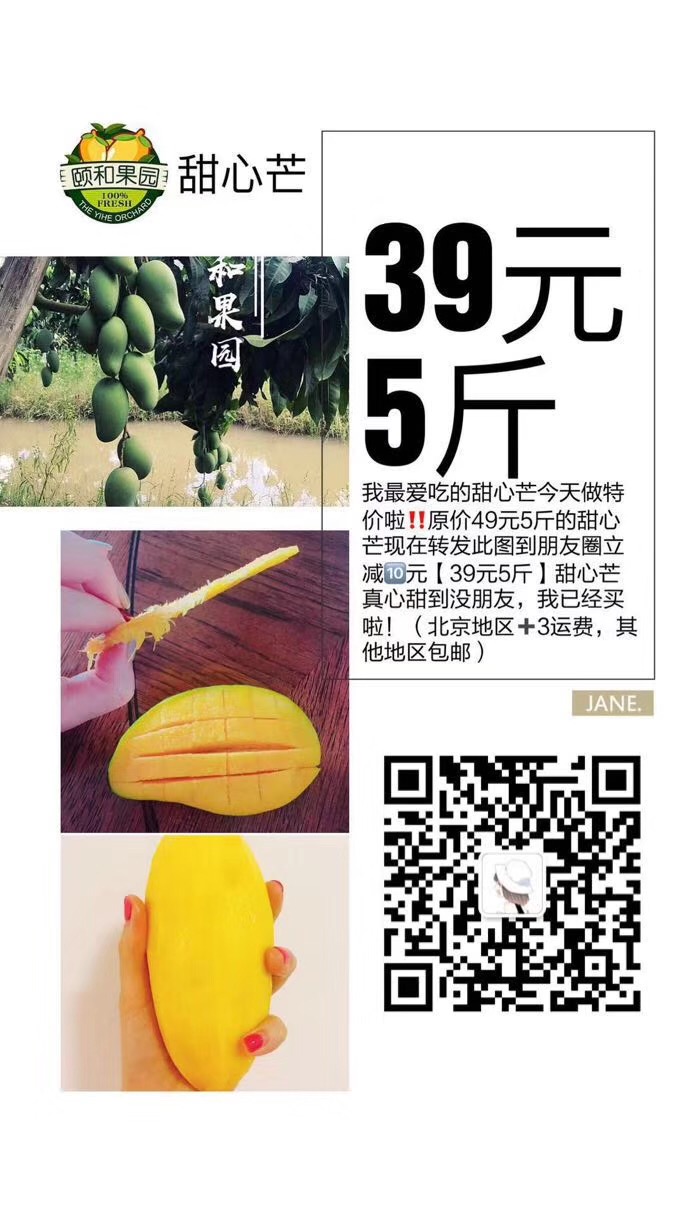 颐和果园
100%
FRESH
THE YIHE ORCHARD
甜心芒
和果园
39元
5斤
我最爱吃的甜心芒今天做特
价啦‼️原价49元5斤的甜心
芒现在转发此图到朋友圈立
减🔟元【39元5斤】甜心芒
真心甜到没朋友，我已经买
啦！（北京地区➕3运费，其
他地区包邮）
JANE.